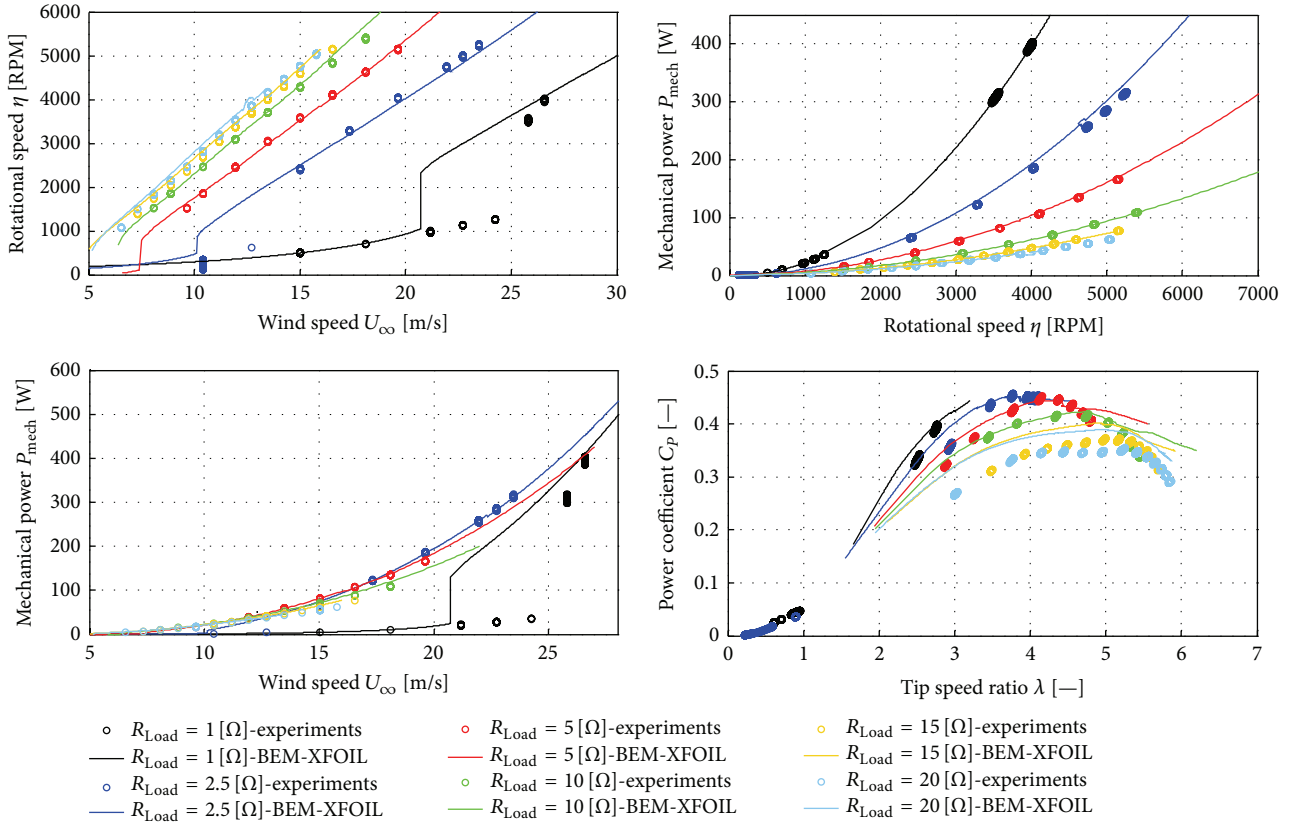 6000
5000
4000
3000
2000
1000
0
5 10 15 20 25 30
Rotational speed η [RPM]
Wind speed U∞ [m/s]
400
300
200
100
0
0 1000 2000 3000 4000 5000 6000 7000
Mechanical power Pmech [W]
Rotational speed η [RPM]
600
500
400
300
200
100
0
5 10 15 20 25
Mechanical power Pmech [W]
Wind speed U∞ [m/s]
0.5
0.4
0.3
0.2
0.1
0
0 1 2 3 4 5 6 7
Power coefficient CP [—]
Tip speed ratio λ [—]
RLoad = 1 [Ω]-experiments
RLoad = 1 [Ω]-BEM-XFOIL
RLoad = 2.5 [Ω]-experiments
RLoad = 2.5 [Ω]-BEM-XFOIL
RLoad = 5 [Ω]-experiments
RLoad = 5 [Ω]-BEM-XFOIL
RLoad = 10 [Ω]-experiments
RLoad = 10 [Ω]-BEM-XFOIL
RLoad = 15 [Ω]-experiments
RLoad = 15 [Ω]-BEM-XFOIL
RLoad = 20 [Ω]-experiments
RLoad = 20 [Ω]-BEM-XFOIL